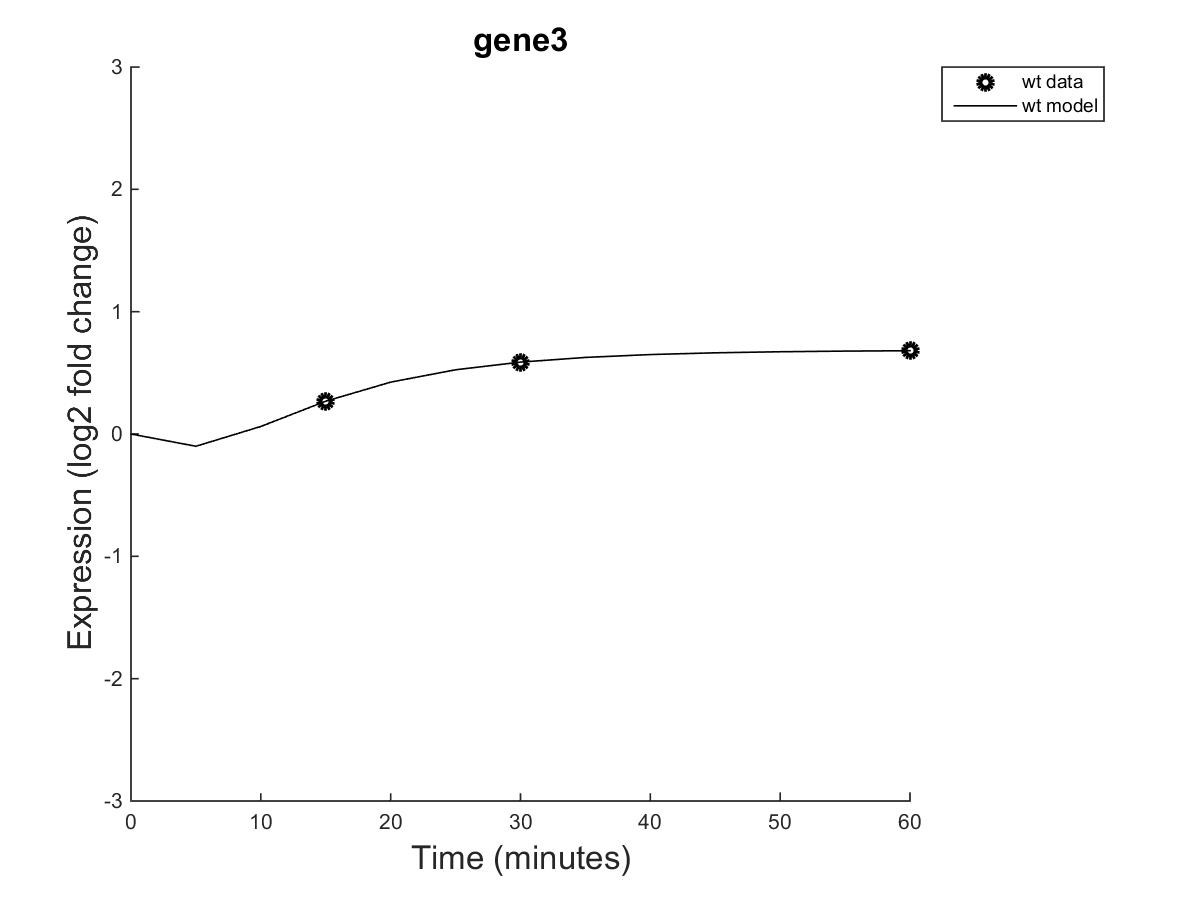 gene3
wt data
wt model
3
2
1
0
-1
-2
-3
Expression (log2 fold change)
0 10 20 30 40 50 60
Time (minutes)